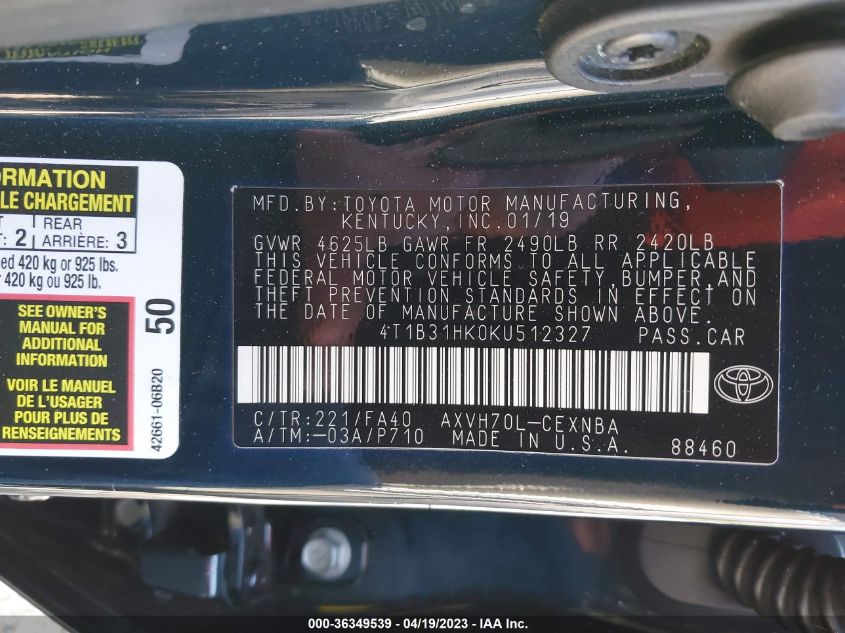 ORMATION
LE CHARGEMENT
REAR
2 ARRIÈRE: 3
ed 420 kg or 925 lbs.
420 kg ou 925 lb.
SEE OWNER'S
MANUAL FOR
ADDITIONAL
INFORMATION
VOIR LE MANUEL
DE L'USAGER
POUR PLUS DE
RENSEIGNEMENTS
50
42661-06B20
MFD.BY:TOYOTA MOTOR MANUFACTURING,
KENTUCKY,INC.01/19
GVWR 4625LB GAWR FR 2490LB RR 2420LB
THIS VEHICLE CONFORMS TO ALL APPLICABLE
FEDERAL MOTOR VEHICLE SAFETY,BUMPER,AND
THEFT PREVENTION STANDARDS IN EFFECT ON
THE DATE OF MANUFACTURE SHOWN ABOVE.
4T1B31HK0KU512327 PASS.CAR
C/TR:221/FA40 AXVH70L-CEXNBA
A/TM:-03A/P710 MADE IN U.S.A. 88460
000-36349539 - 04/19/2023 - IAA Inc.